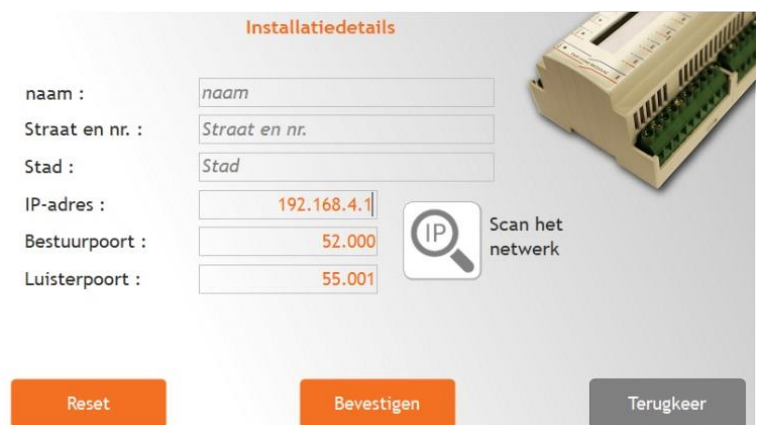 Installatiedetails
naam :
naam
Straat en nr. :
Straat en nr.
Stad :
Stad
IP-adres :
192.168.4.1
IP
Scan het
netwerk
Bestuurpoort :
52.000
Luisterpoort :
55.001
Reset
Bevestigen
Terugkeer